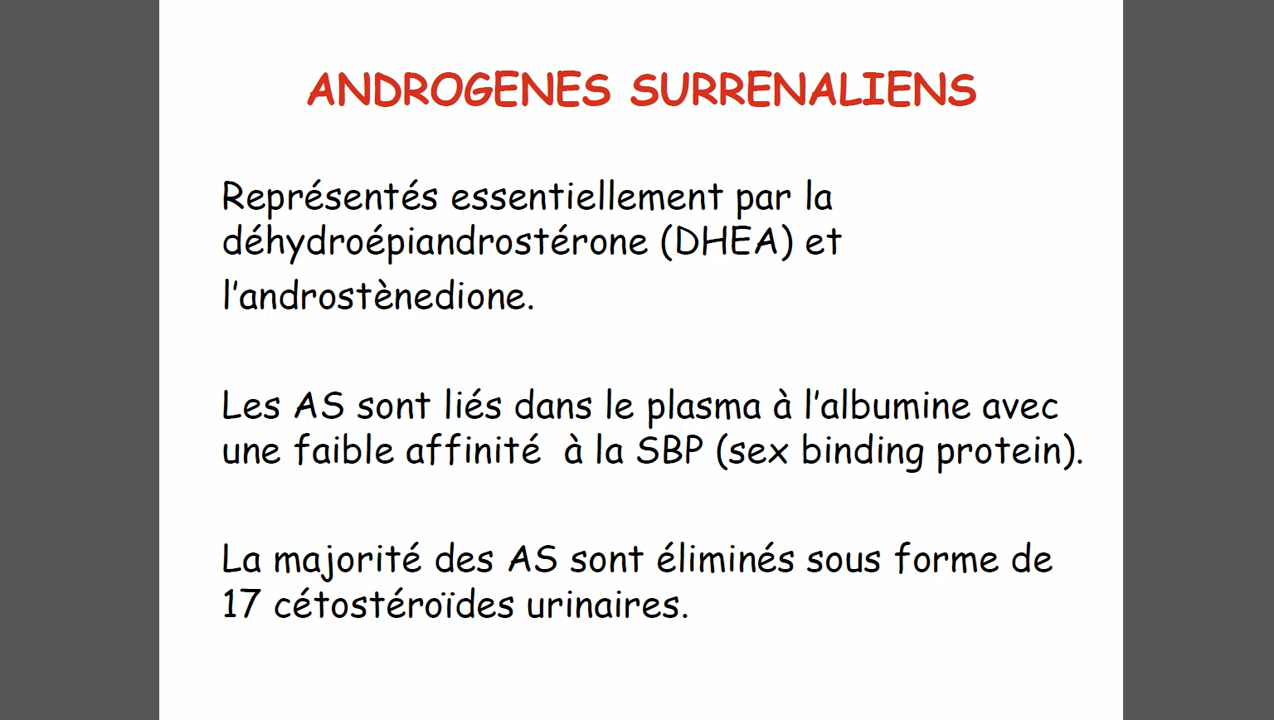 ANDROGENES SURRENALIENS
Représentés essentiellement par la
déhydroépiandrostérone (DHEA) et
l’androstènedione.
Les AS sont liés dans le plasma à l’albumine avec
une faible affinité  à la SBP (sex binding protein).
La majorité des AS sont éliminés sous forme de
17 cétostéroïdes urinaires.